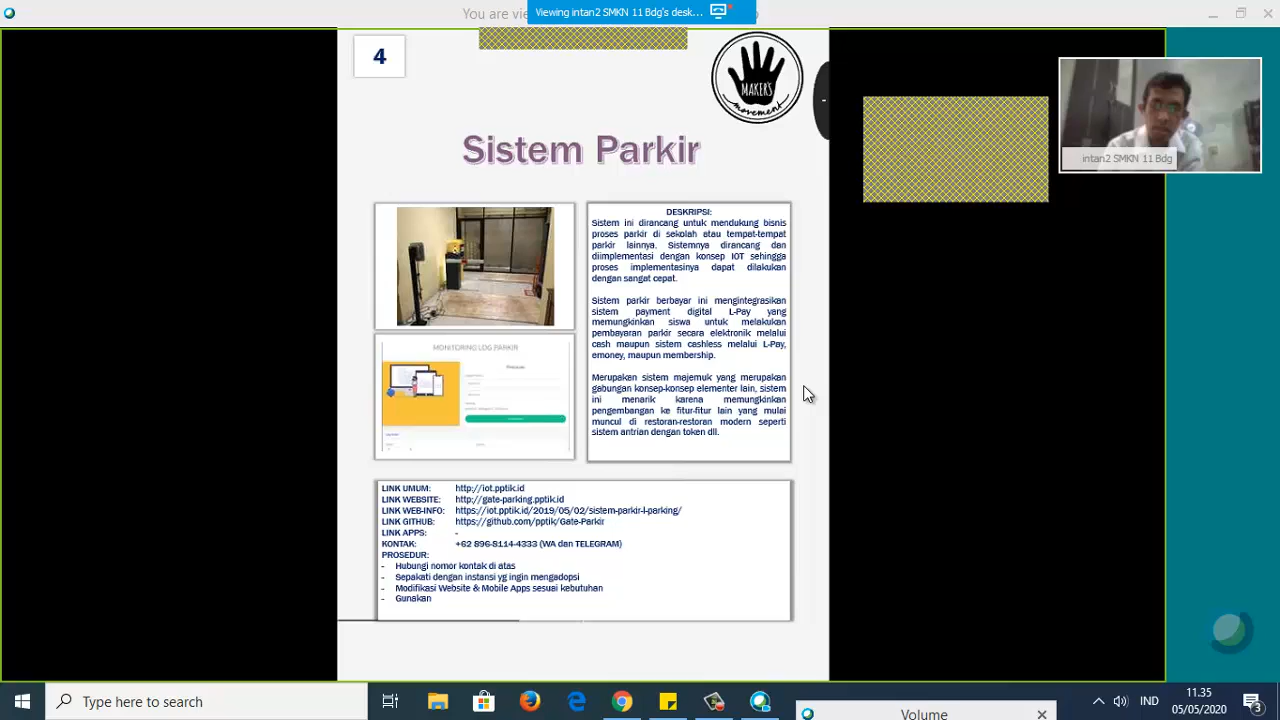 You are vie
Viewing intan2 SMKN 11 Bdg's desk...
4
MAKER'S
movement
Sistem Parkir
intan2 SMKN 11 Bdg
MONITORING LOG PARKIR
DESKRIPSI:
Sistem ini dirancang untuk mendukung bisnis
proses parkir di sekolah atau tempat-tempat
parkir lainnya. Sistemnya dirancang dan
diimplementasi dengan konsep IOT sehingga
proses implementasinya dapat dilakukan
dengan sangat cepat.
Sistem parkir berbayar ini mengintegrasikan
sistem payment digital L-Pay yang
memungkinkan siswa untuk melakukan
pembayaran parkir secara elektronik melalui
cash maupun sistem cashless melalui L-Pay,
emoney, maupun membership.
Merupakan sistem majemuk yang merupakan
gabungan konsep-konsep elementer lain, sistem
ini menarik karena memungkinkan
pengembangan ke fitur-fitur lain yang mulai
muncul di restoran-restoran modern seperti
sistem antrian dengan token dll.
LINK UMUM: http://iot.pptik.id
LINK WEBSITE: http://gate-parking.pptik.id
LINK WEB-INFO: https://iot.pptik.id/2019/05/02/sistem-parkir-l-parking/
LINK GITHUB: https://github.com/pptik/Gate-Parkir
LINK APPS: -
KONTAK: +62 896-8114-4333 (WA dan TELEGRAM)
PROSEDUR:
- Hubungi nomor kontak di atas
- Sepakati dengan instansi yg ingin mengadopsi
- Modifikasi Website & Mobile Apps sesuai kebutuhan
- Gunakan
Type here to search
IND
11.35
05/05/2020
3
Volume